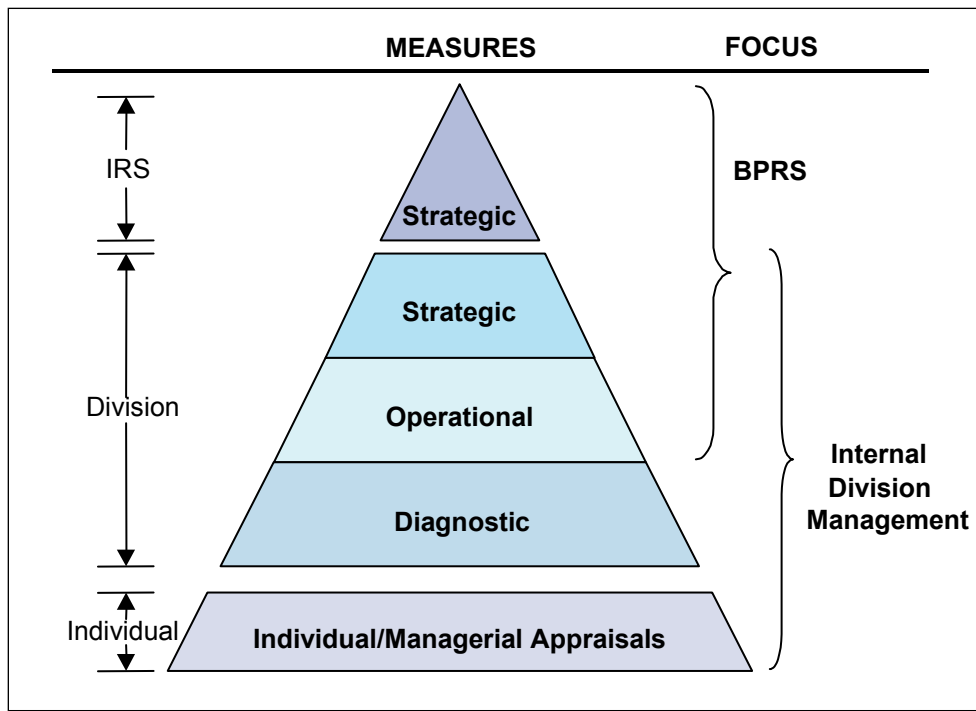 MEASURES FOCUS
IRS
BPRS
Strategic
Strategic
Division
Operational
Internal
Division
Management
Diagnostic
Individual
Individual/Managerial Appraisals